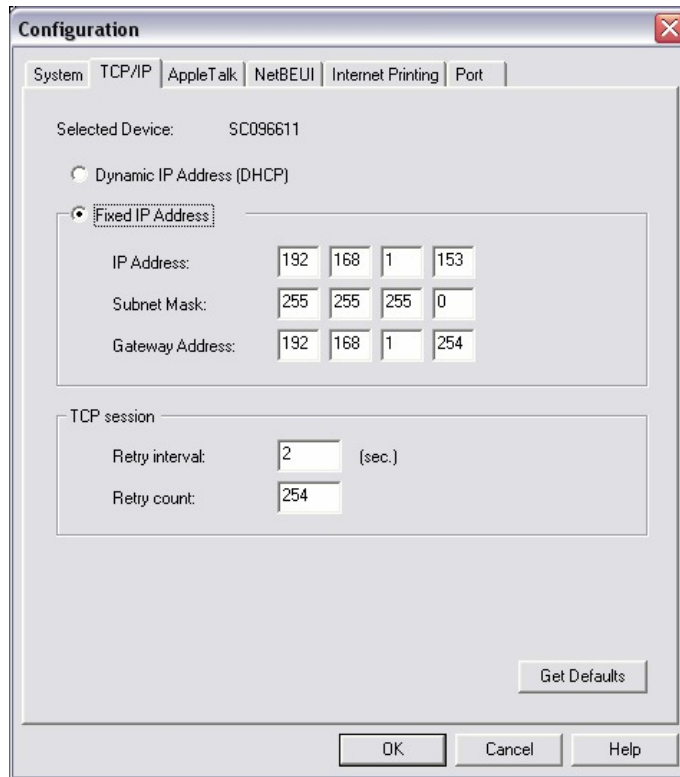 Configuration
System TCP/IP AppleTalk NetBEUI Internet Printing Port
Selected Device: SC096611
Dynamic IP Address (DHCP)
Fixed IP Address
IP Address: 192 168 1 153
Subnet Mask: 255 255 255 0
Gateway Address: 192 168 1 254
TCP session
Retry interval: 2 (sec.)
Retry count: 254
Get Defaults
OK Cancel Help